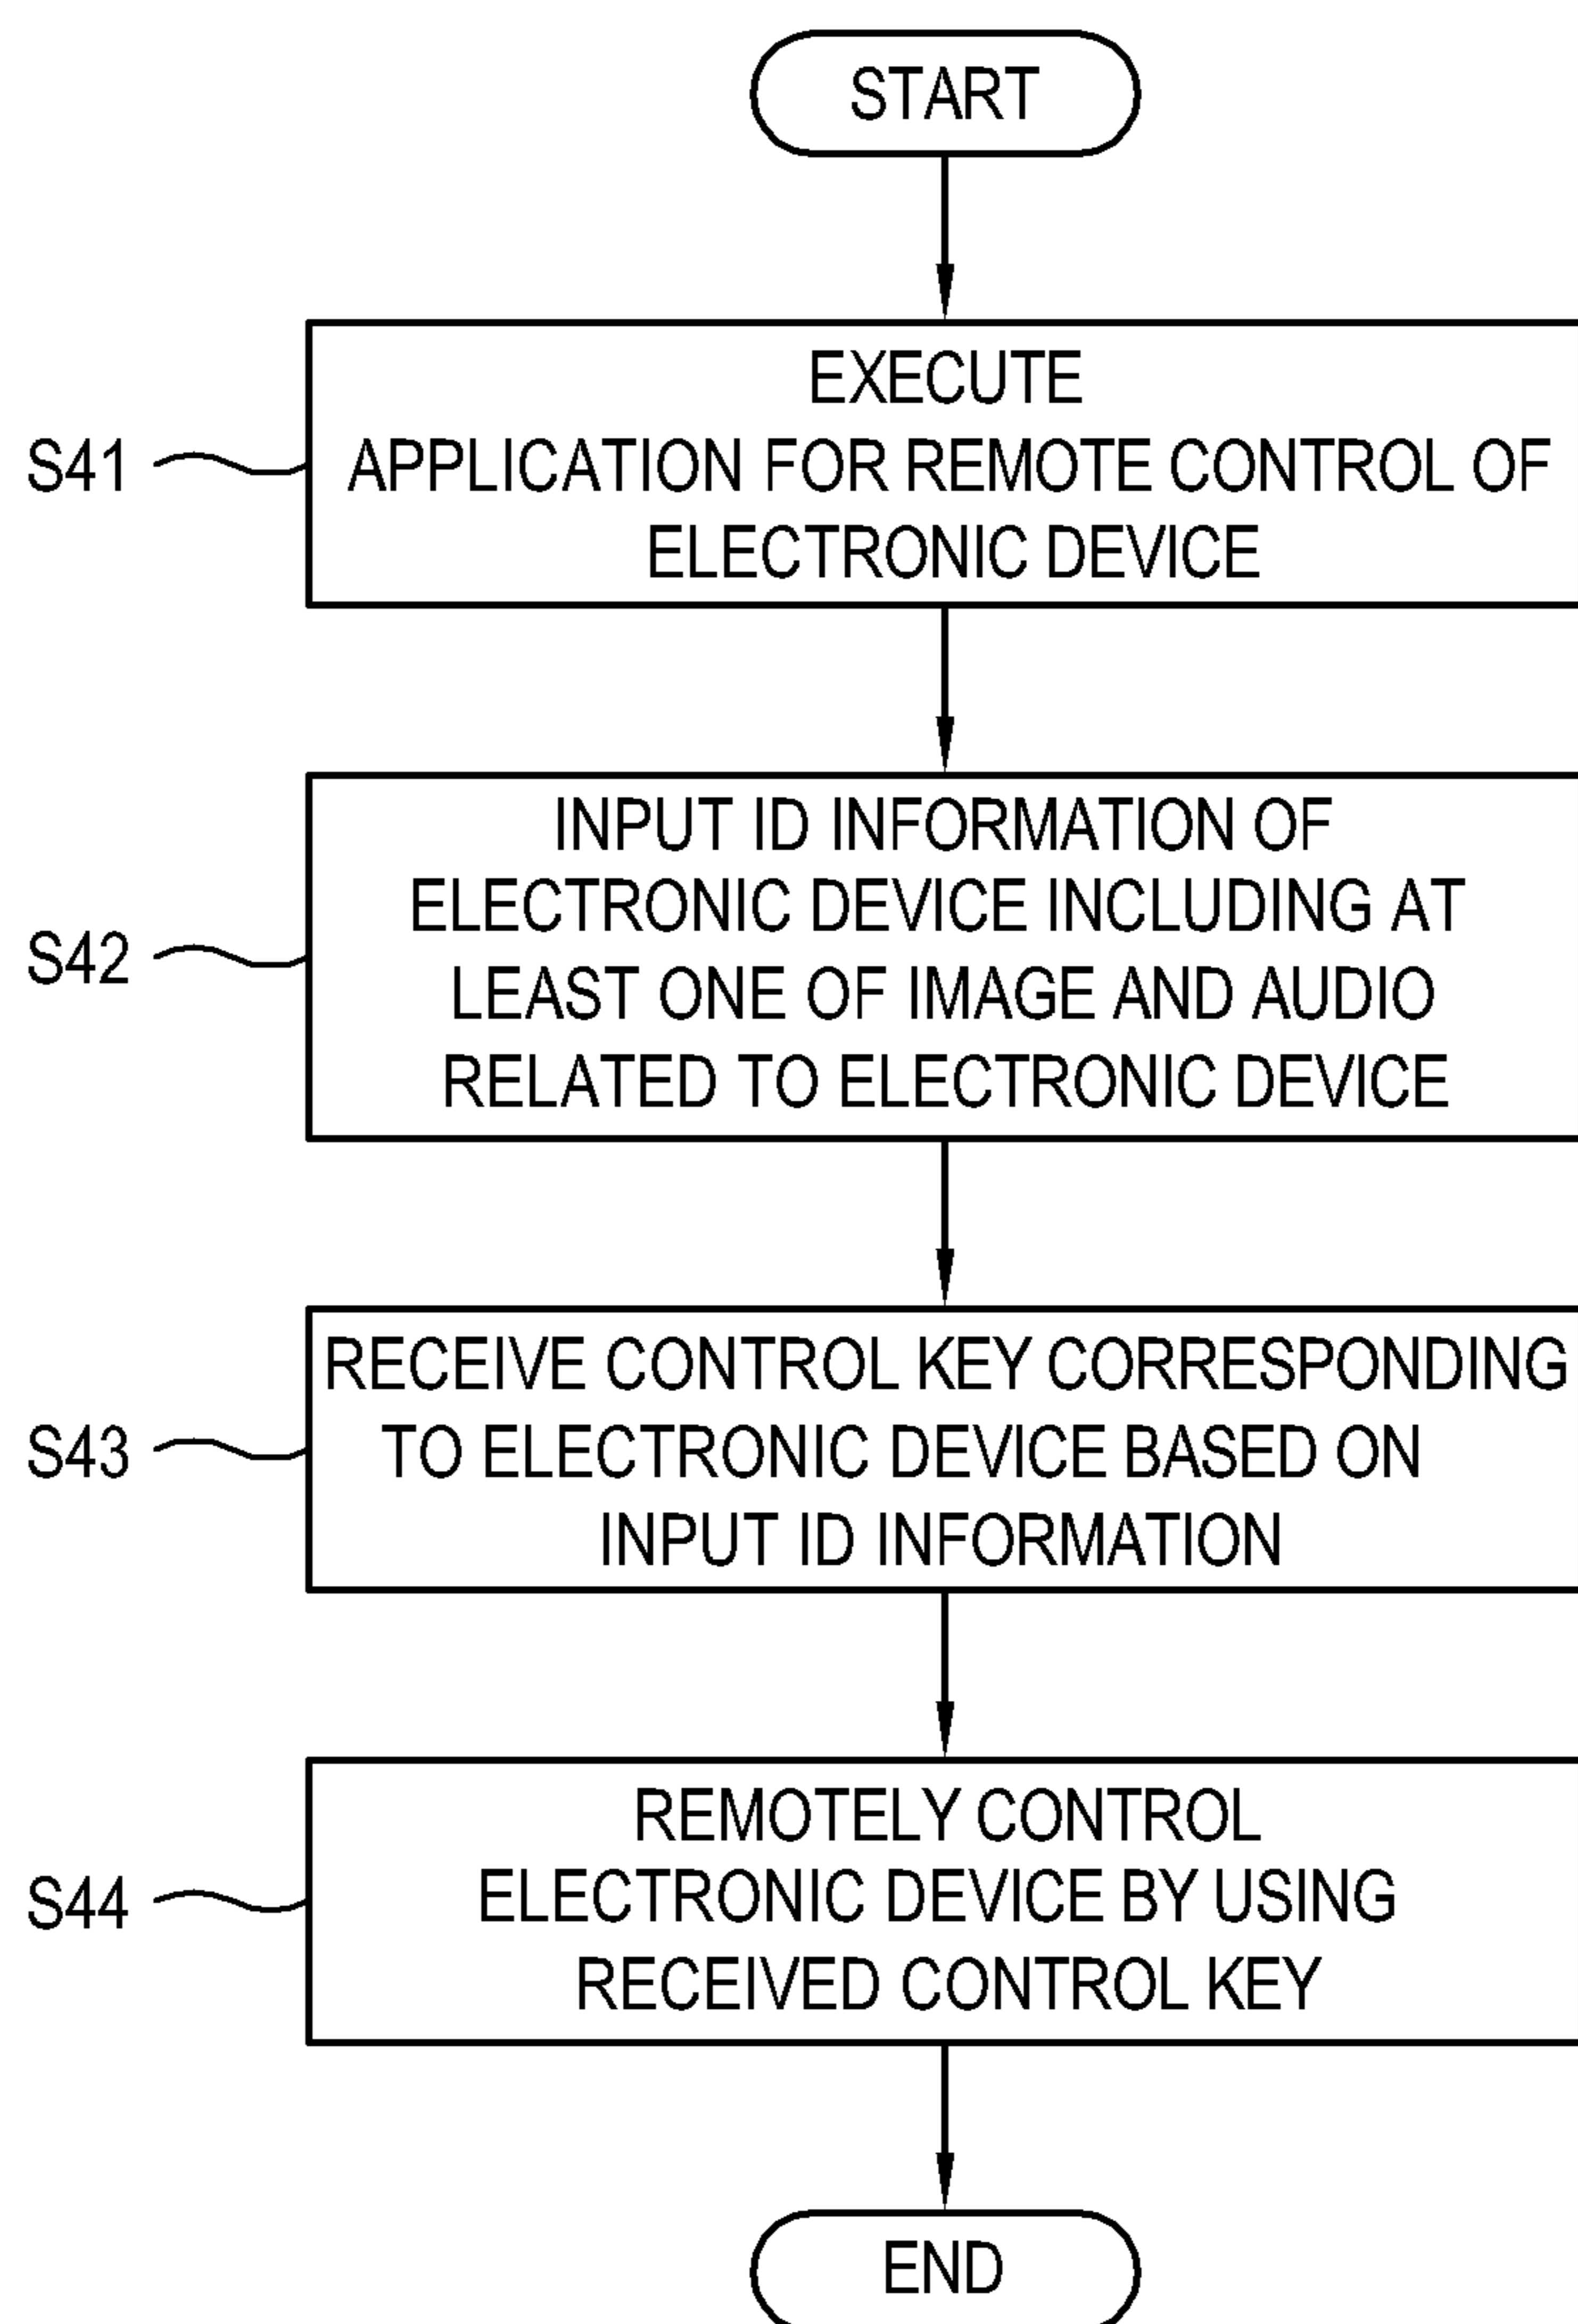 START
EXECUTE
S41
APPLICATION FOR REMOTE CONTROL OF
ELECTRONIC DEVICE
INPUT ID INFORMATION OF
ELECTRONIC DEVICE INCLUDING AT
S42
LEAST ONE OF IMAGE AND AUDIO
RELATED TO ELECTRONIC DEVICE
RECEIVE CONTROL KEY CORRESPONDING
S43
TO ELECTRONIC DEVICE BASED ON
INPUT ID INFORMATION
REMOTELY CONTROL
S44
ELECTRONIC DEVICE BY USING
RECEIVED CONTROL KEY
END